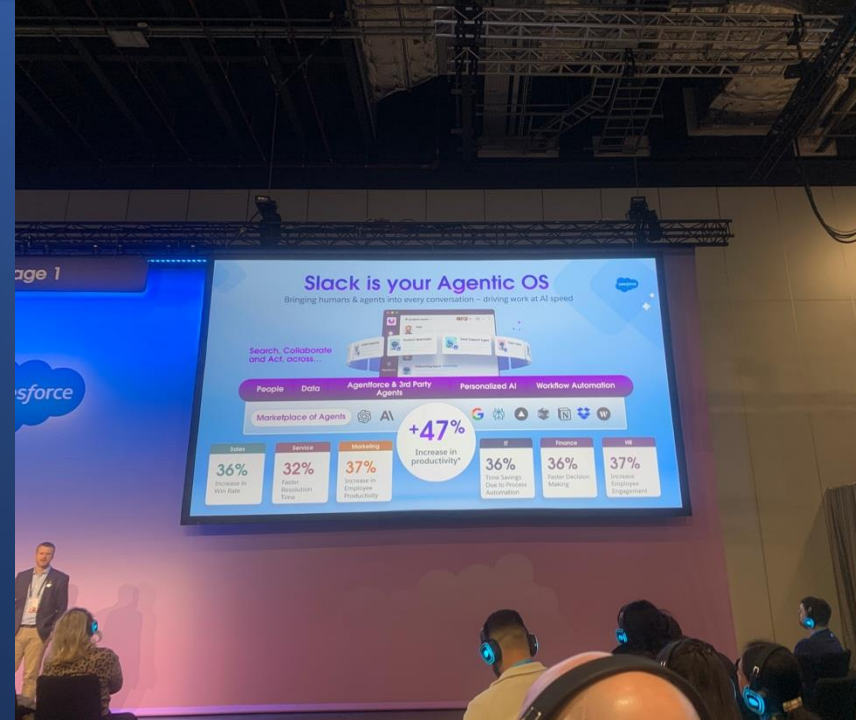 age 1
sforce
Slack is your Agentic OS
Bringing humans & agents into every conversation – driving work at AI speed
salesforce
Search, Collaborate
and Act, across...
People
Data
Agentforce & 3rd Party
Agents
Personalized AI
Workflow Automation
Marketplace of Agents
A\
G
N
W
+47%
Increase in
productivity*
Sales
36%
Increase in
Win Rate
Service
32%
Faster
Resolution
Time
Marketing
37%
Increase in
Employee
Productivity
IT
36%
Time Savings
Due to Process
Automation
Finance
36%
Faster Decision
Making
HR
37%
Increase
Employee
Engagement